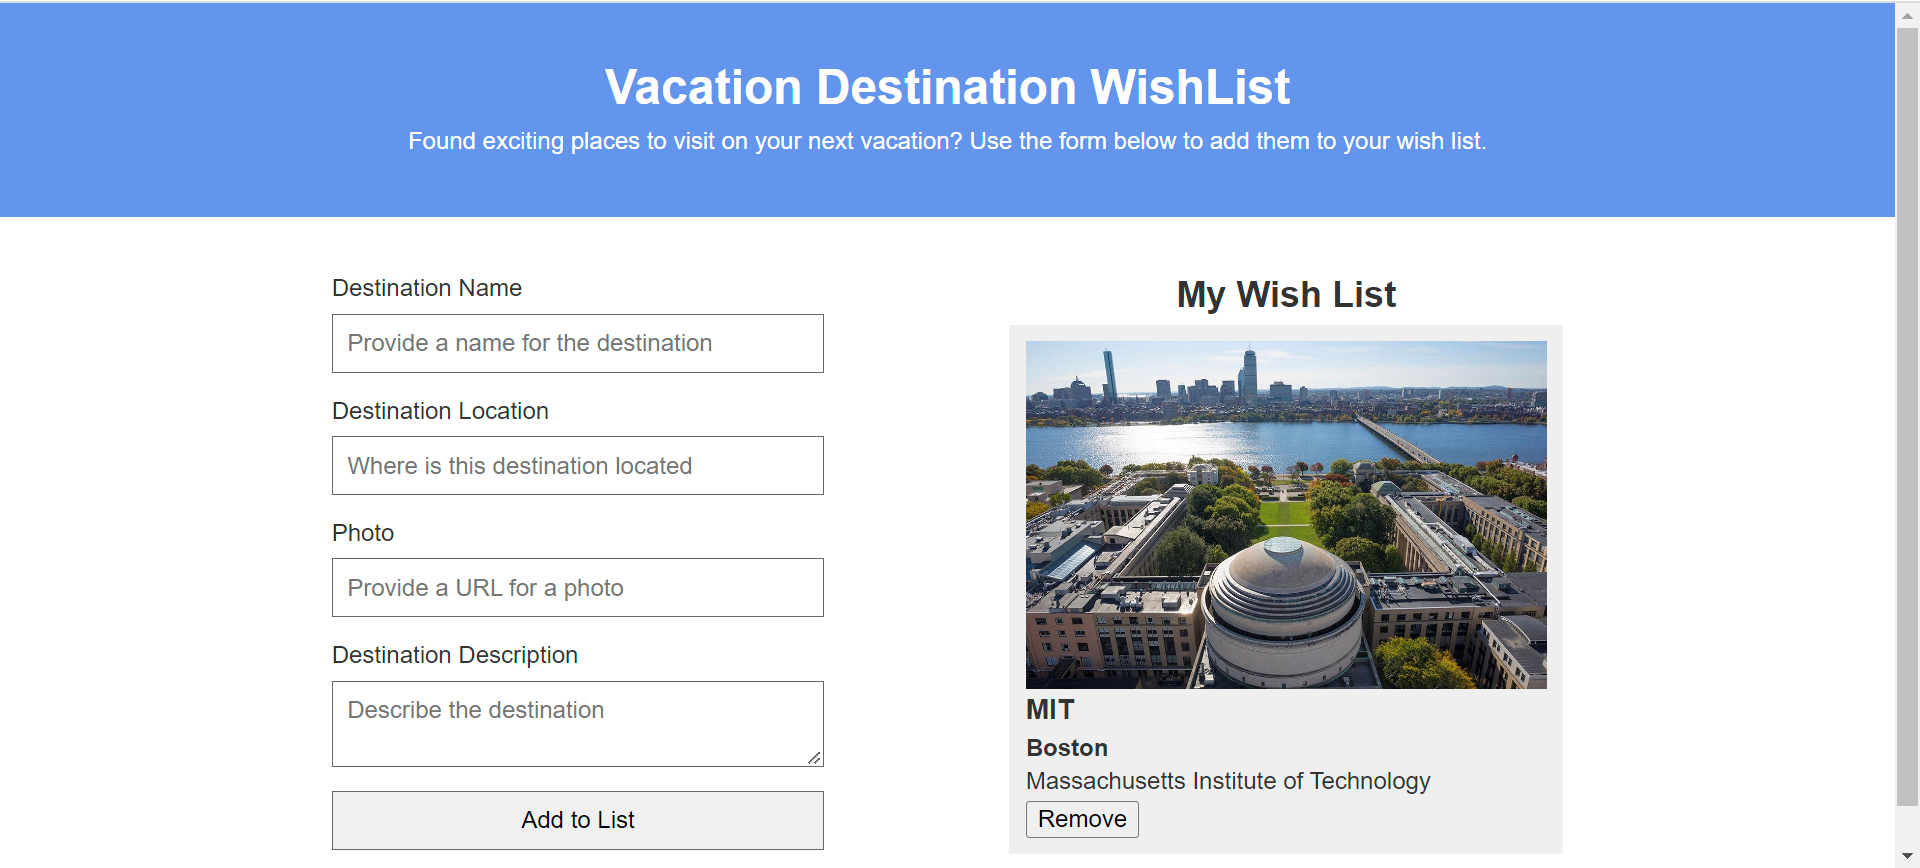 Vacation Destination WishList
Found exciting places to visit on your next vacation? Use the form below to add them to your wish list.
Destination Name
Provide a name for the destination
Destination Location
Where is this destination located
Photo
Provide a URL for a photo
Destination Description
Describe the destination
Add to List
My Wish List
MIT
Boston
Massachusetts Institute of Technology
Remove